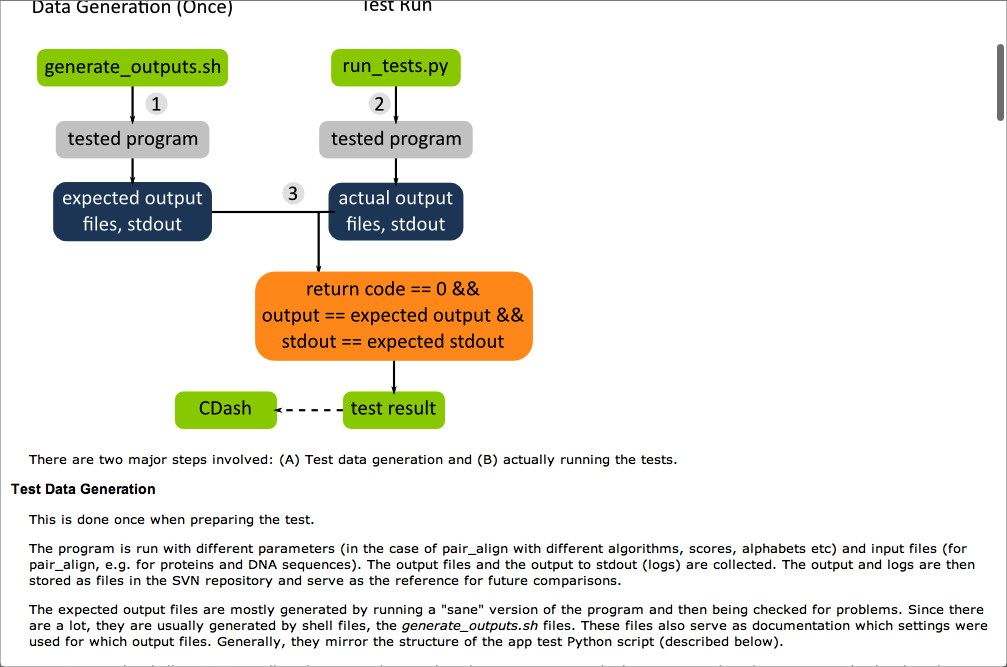 Data Generation (Once)
Test Run
generate_outputs.sh
run_tests.py
1
2
tested program
tested program
3
expected output
files, stdout
actual output
files, stdout
return code == 0 &&
output == expected output &&
stdout == expected stdout
CDash
test result
There are two major steps involved: (A) Test data generation and (B) actually running the tests.
Test Data Generation
This is done once when preparing the test.
The program is run with different parameters (in the case of pair_align with different algorithms, scores, alphabets etc) and input files (for
pair_align, e.g. for proteins and DNA sequences). The output files and the output to stdout (logs) are collected. The output and logs are then
stored as files in the SVN repository and serve as the reference for future comparisons.
The expected output files are mostly generated by running a "sane" version of the program and then being checked for problems. Since there
are a lot, they are usually generated by shell files, the generate_outputs.sh files. These files also serve as documentation which settings were
used for which output files. Generally, they mirror the structure of the app test Python script (described below).